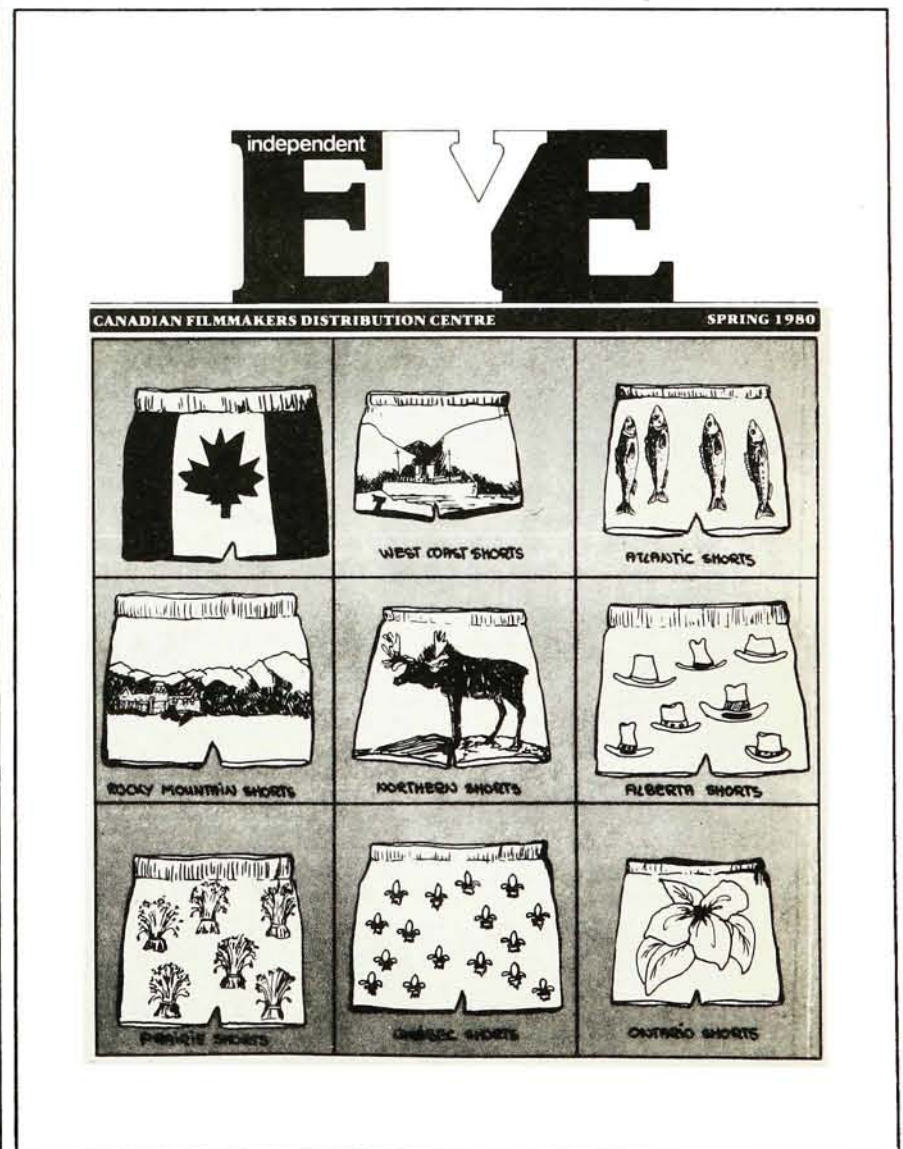 independent
EYE
CANADIAN FILMMAKERS DISTRIBUTION CENTRE SPRING 1980
WEST COAST SHORTS
ATLANTIC SHORTS
ROCKY MOUNTAIN SHORTS
NORTHERN SHORTS
ALBERTA SHORTS
PRAIRIE SHORTS
QUÉBEC SHORTS
ONTARIO SHORTS